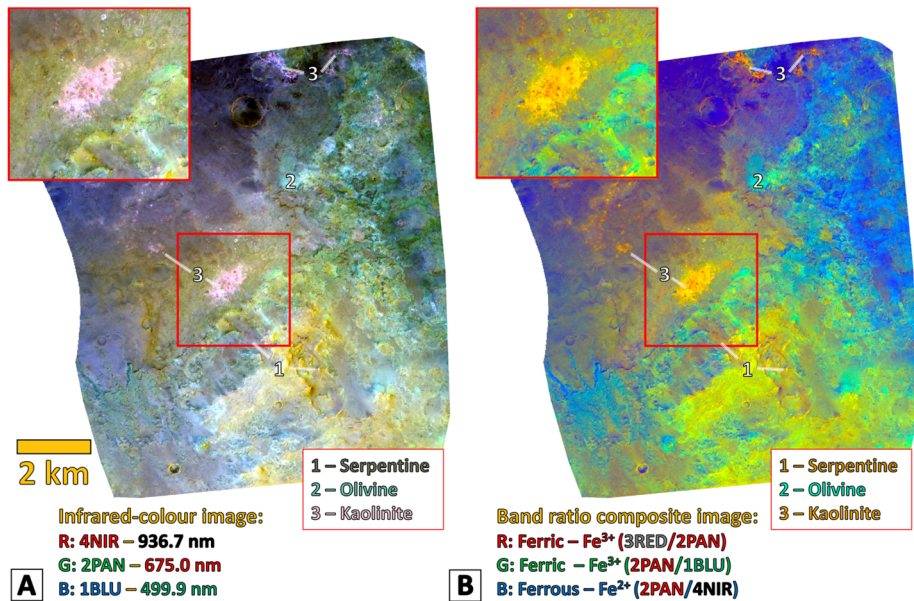 3
3
2
2
3
3
1
1
2 km
1 – Serpentine
2 – Olivine
3 – Kaolinite
1 – Serpentine
2 – Olivine
3 – Kaolinite
Infrared-colour image:
R: 4NIR – 936.7 nm
G: 2PAN – 675.0 nm
B: 1BLU – 499.9 nm
A
Band ratio composite image:
R: Ferric – Fe³⁺ (3RED/2PAN)
G: Ferric – Fe³⁺ (2PAN/1BLU)
B: Ferrous – Fe²⁺ (2PAN/4NIR)
B